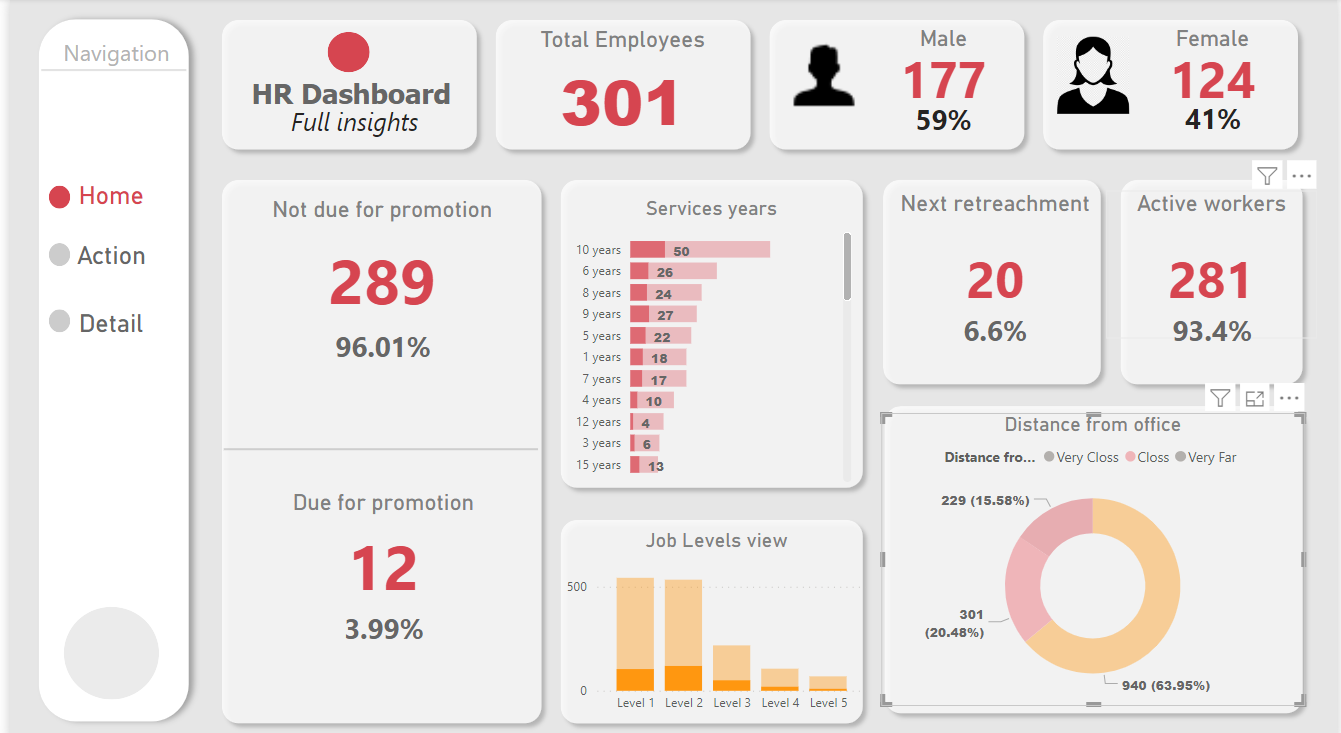 Navigation
Home
Action
Detail
HR Dashboard
Full insights
Total Employees
301
Male
177
59%
Female
124
41%
Not due for promotion
289
96.01%
Due for promotion
12
3.99%
Services years
10 years 50
6 years 26
8 years 24
9 years 27
5 years 22
1 years 18
7 years 17
4 years 10
12 years 4
3 years 6
15 years 13
Next retreachment
20
6.6%
Active workers
281
93.4%
Job Levels view
500
0
Level 1 Level 2 Level 3 Level 4 Level 5
Distance from office
Distance fro... Very Closs Closs Very Far
229 (15.58%)
301
(20.48%)
940 (63.95%)